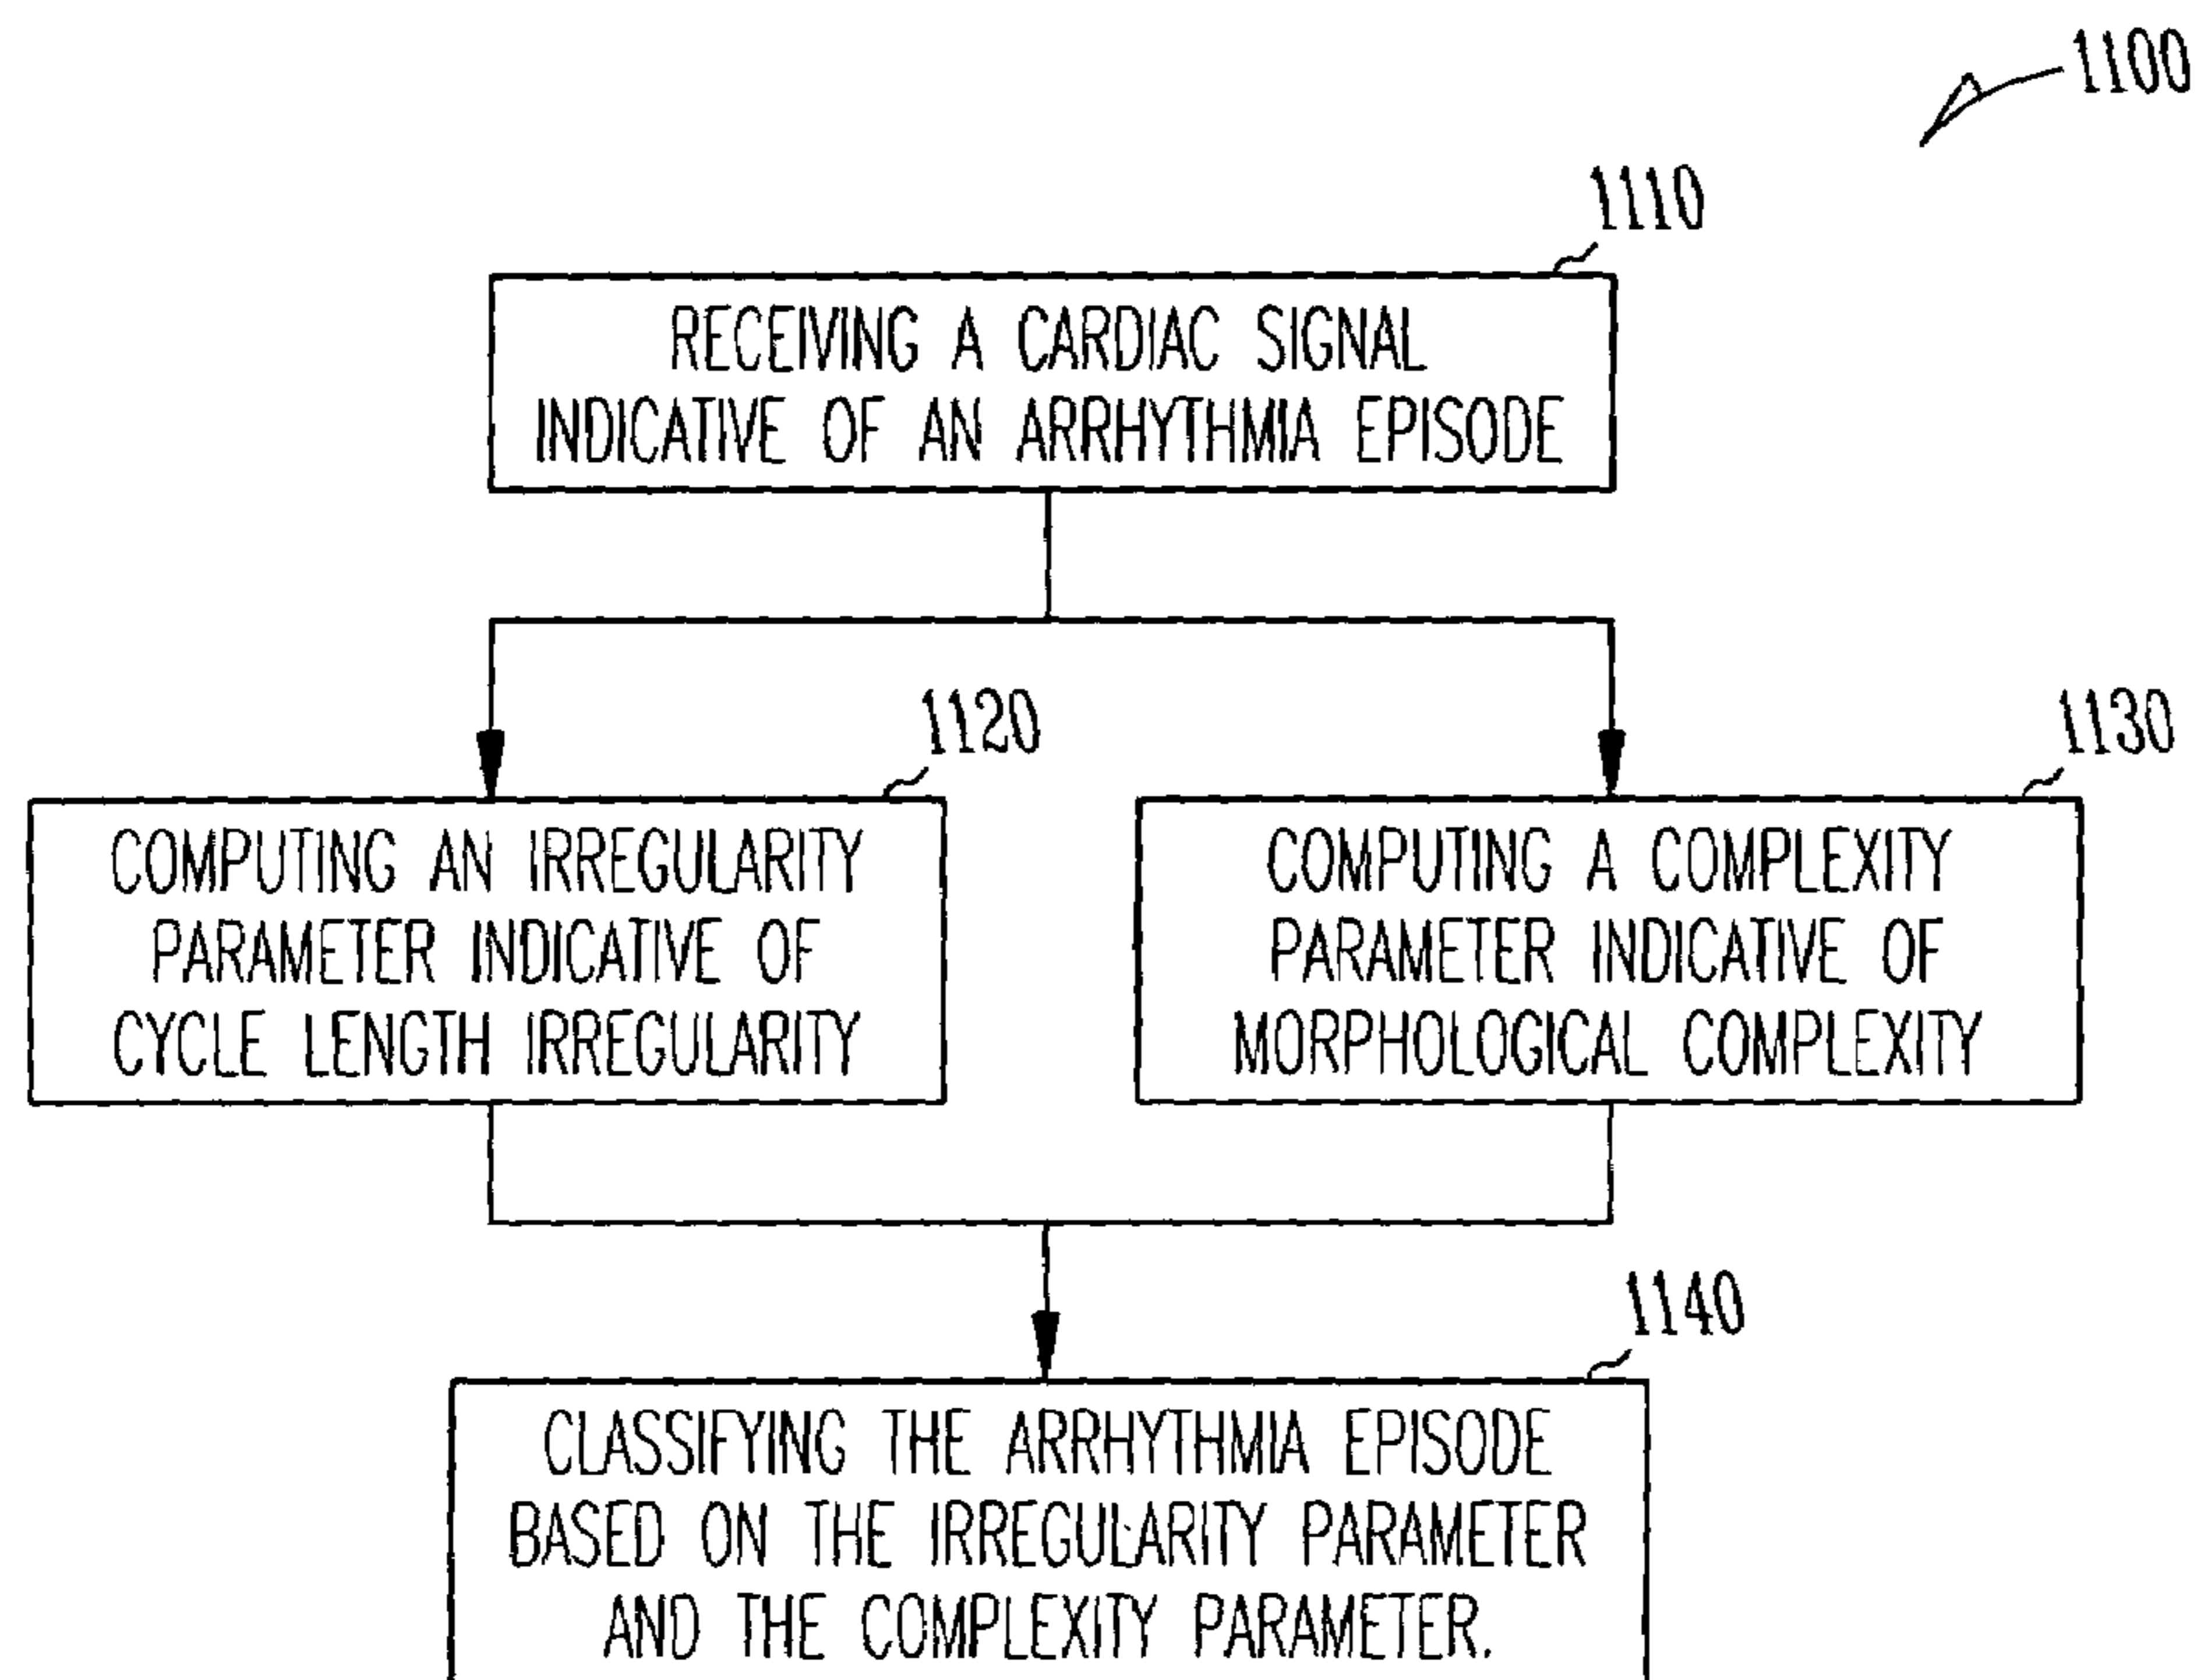 1100
1110
RECEIVING A CARDIAC SIGNAL
INDICATIVE OF AN ARRHYTHMIA EPISODE
1120
COMPUTING AN IRREGULARITY
PARAMETER INDICATIVE OF
CYCLE LENGTH IRREGULARITY
1130
COMPUTING A COMPLEXITY
PARAMETER INDICATIVE OF
MORPHOLOGICAL COMPLEXITY
1140
CLASSIFYING THE ARRHYTHMIA EPISODE
BASED ON THE IRREGULARITY PARAMETER
AND THE COMPLEXITY PARAMETER.